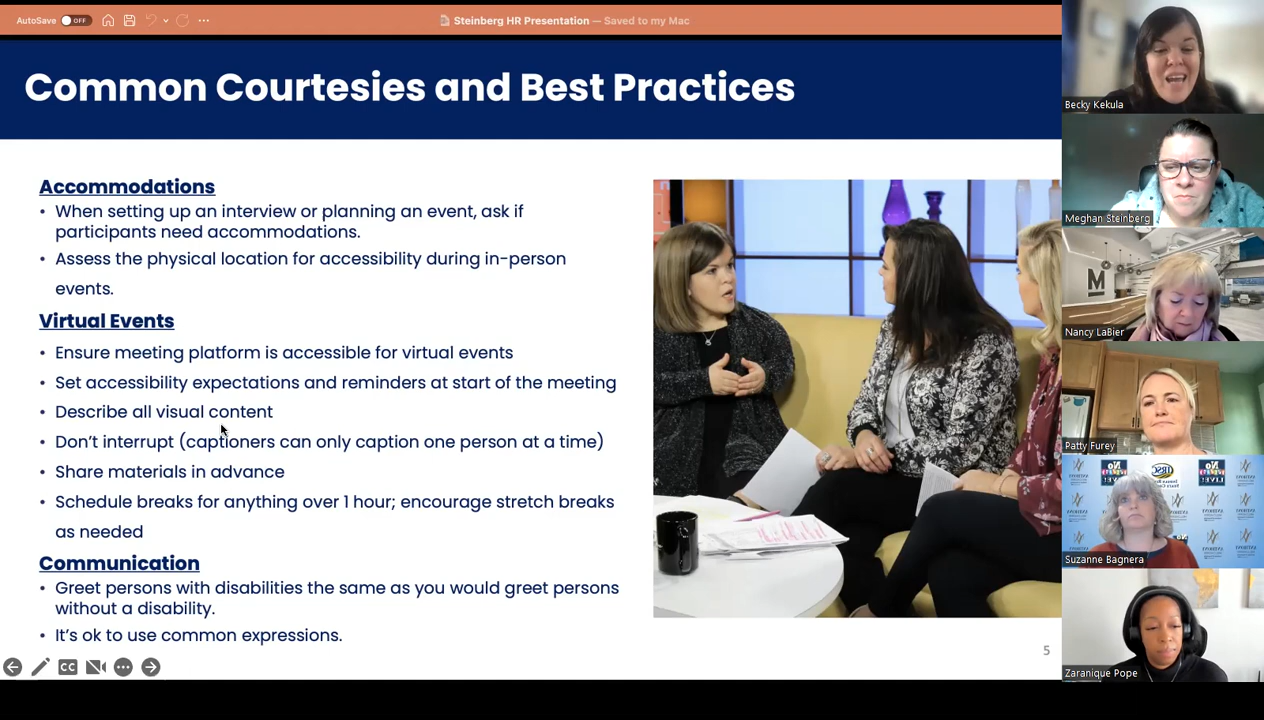 AutoSave OFF
Steinberg HR Presentation — Saved to my Mac
Common Courtesies and Best Practices
Accommodations
• When setting up an interview or planning an event, ask if
participants need accommodations.
• Assess the physical location for accessibility during in-person
events.
Virtual Events
• Ensure meeting platform is accessible for virtual events
• Set accessibility expectations and reminders at start of the meeting
• Describe all visual content
• Don't interrupt (captioners can only caption one person at a time)
• Share materials in advance
• Schedule breaks for anything over 1 hour; encourage stretch breaks
as needed
Communication
• Greet persons with disabilities the same as you would greet persons
without a disability.
• It's ok to use common expressions.
CC
5
Becky Kekula
Meghan Steinberg
M
Nancy LaBier
Patty Furey
Suzanne Bagnera
Zaranique Pope